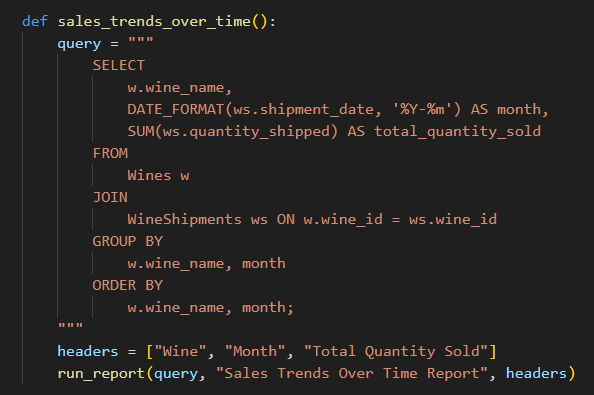 def sales_trends_over_time():
    query = """
        SELECT
            w.wine_name,
            DATE_FORMAT(ws.shipment_date, '%Y-%m') AS month,
            SUM(ws.quantity_shipped) AS total_quantity_sold
        FROM
            Wines w
        JOIN
            WineShipments ws ON w.wine_id = ws.wine_id
        GROUP BY
            w.wine_name, month
        ORDER BY
            w.wine_name, month;
    """
    headers = ["Wine", "Month", "Total Quantity Sold"]
    run_report(query, "Sales Trends Over Time Report", headers)